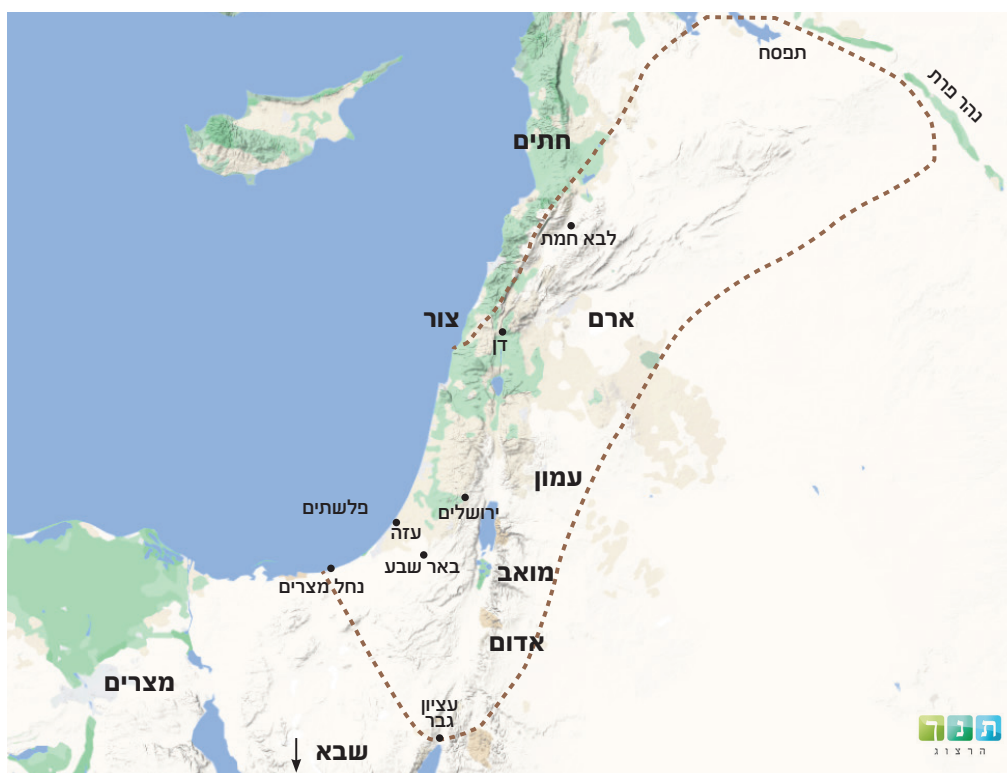 תפסח
נהר פרת
חתים
לבא חמת
צור
ארם
דן
עמון
פלשתים
ירושלים
עזה
באר שבע
מואב
נחל מצרים
אדום
מצרים
עציון
גבר
שבא
תנך
הרצוג